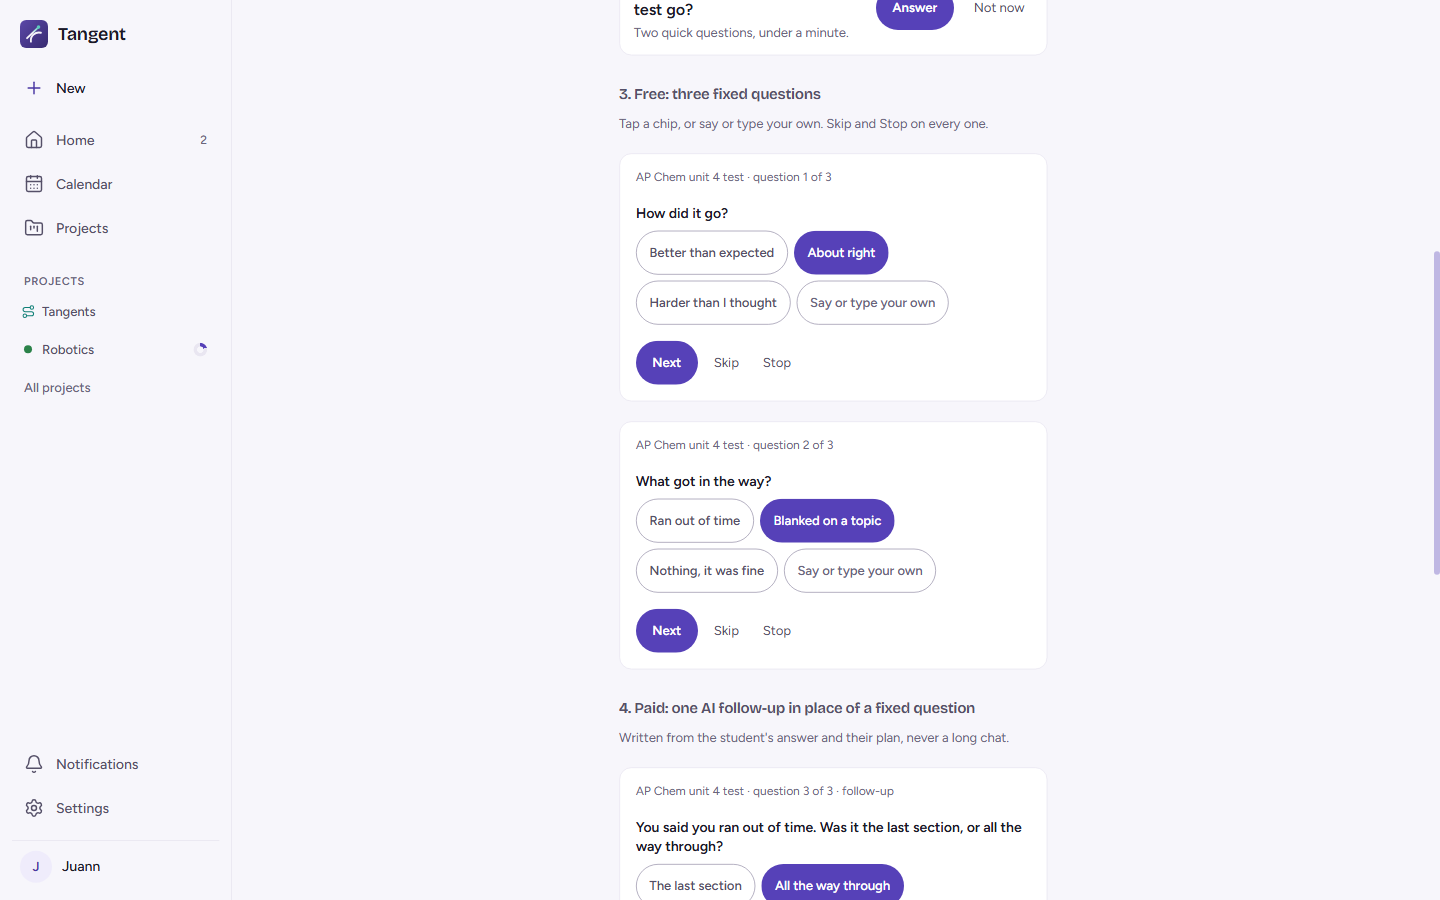 Tangent
New
Home 2
Calendar
Projects
PROJECTS
Tangents
Robotics
All projects
Notifications
Settings
J Juann
test go?
Two quick questions, under a minute.
Answer Not now
3. Free: three fixed questions
Tap a chip, or say or type your own. Skip and Stop on every one.
AP Chem unit 4 test · question 1 of 3
How did it go?
Better than expected About right
Harder than I thought Say or type your own
Next Skip Stop
AP Chem unit 4 test · question 2 of 3
What got in the way?
Ran out of time Blanked on a topic
Nothing, it was fine Say or type your own
Next Skip Stop
4. Paid: one AI follow-up in place of a fixed question
Written from the student's answer and their plan, never a long chat.
AP Chem unit 4 test · question 3 of 3 · follow-up
You said you ran out of time. Was it the last section, or all the
way through?
The last section All the way through